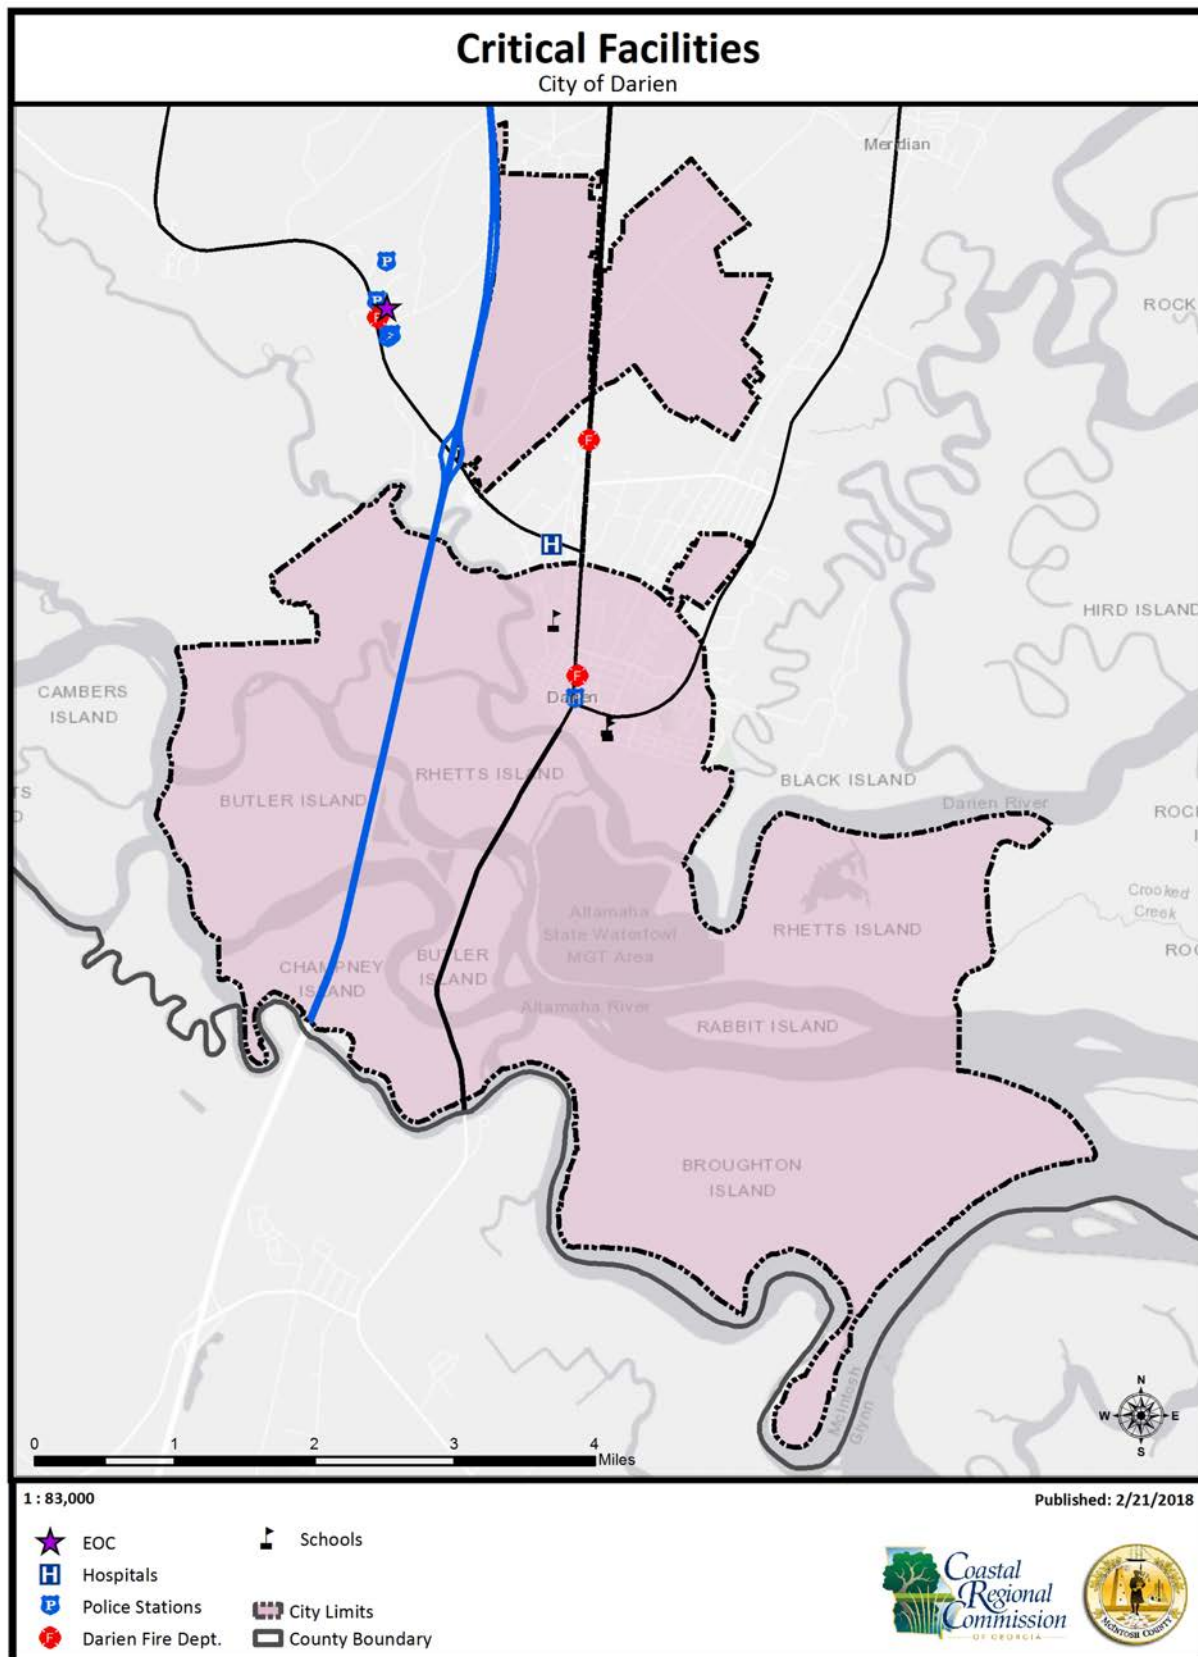 Critical Facilities
City of Darien
Meridian
P
P
F
ROCK
F
H
HIRD ISLAND
CAMBERS
ISLAND
F
Darien
RHETTS ISLAND
BLACK ISLAND
BUTLER ISLAND
Darien River
Crooked
Creek
Altamaha
State Waterfowl
MGT Area
RHETTS ISLAND
BUTLER
ISLAND
CHAMPNEY
ISLAND
Altamaha River
RABBIT ISLAND
BROUGHTON
ISLAND
McIntosh
Glynn
N
W
E
S
0 1 2 3 4
Miles
1 : 83,000
Published: 2/21/2018
EOC
Schools
H Hospitals
P Police Stations
City Limits
F Darien Fire Dept.
County Boundary
Coastal
Regional
Commission
OF GEORGIA
MCINTOSH COUNTY